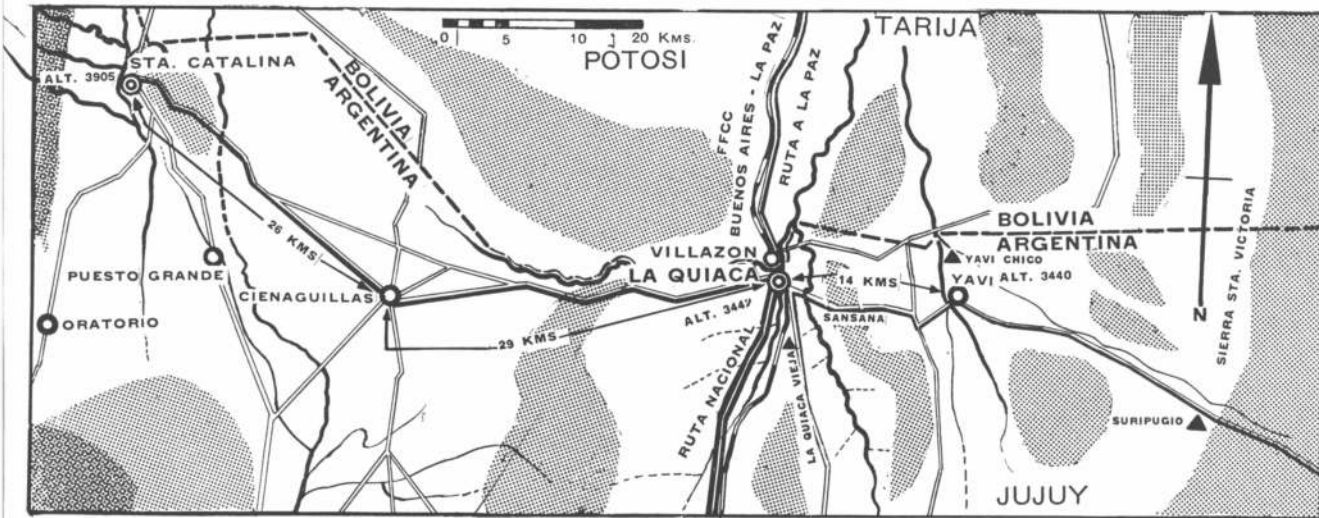 0 5 10 20 KMS.
PÓTOSI
TARIJA
STA. CATALINA
ALT. 3905
BOLIVIA
ARGENTINA
FFCC
BUENOS AIRES - LA PAZ
RUTA A LA PAZ
BOLIVIA
ARGENTINA
SIERRA STA. VICTORIA
N
26 KMS
VILLAZON
LA QUIACA
ALT. 3442
14 KMS
YAVI CHICO
YAVI ALT. 3440
PUESTO GRANDE
CIENAGUILLAS
ORATORIO
SANSANA
29 KMS
RUTA NACIONAL
LA QUIACA VIEJA
SURIPUGIO
JUJUY